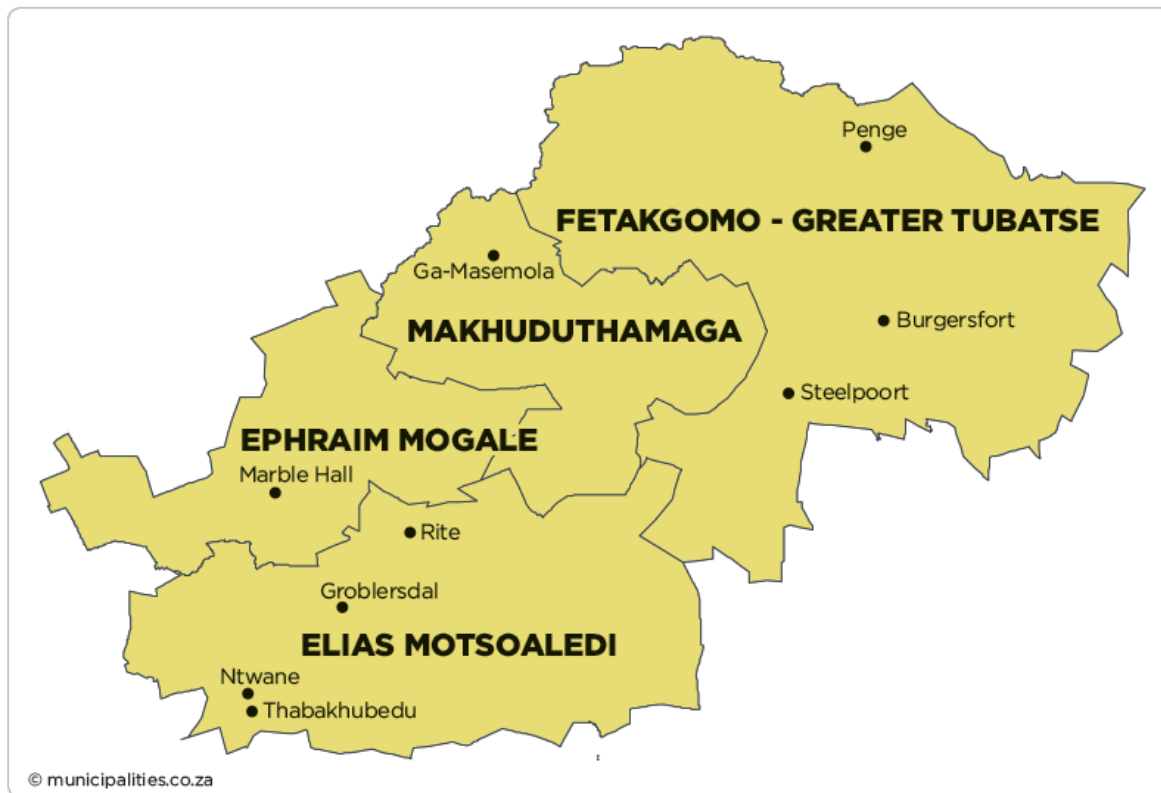 Penge
FETAKGOMO - GREATER TUBATSE
Ga-Masemola
Burgersfort
MAKHUDUTHAMAGA
Steelpoort
EPHRAIM MOGALE
Marble Hall
Rite
Groblersdal
ELIAS MOTSOALEDI
Ntwane
Thabakhubedu
© municipalities.co.za